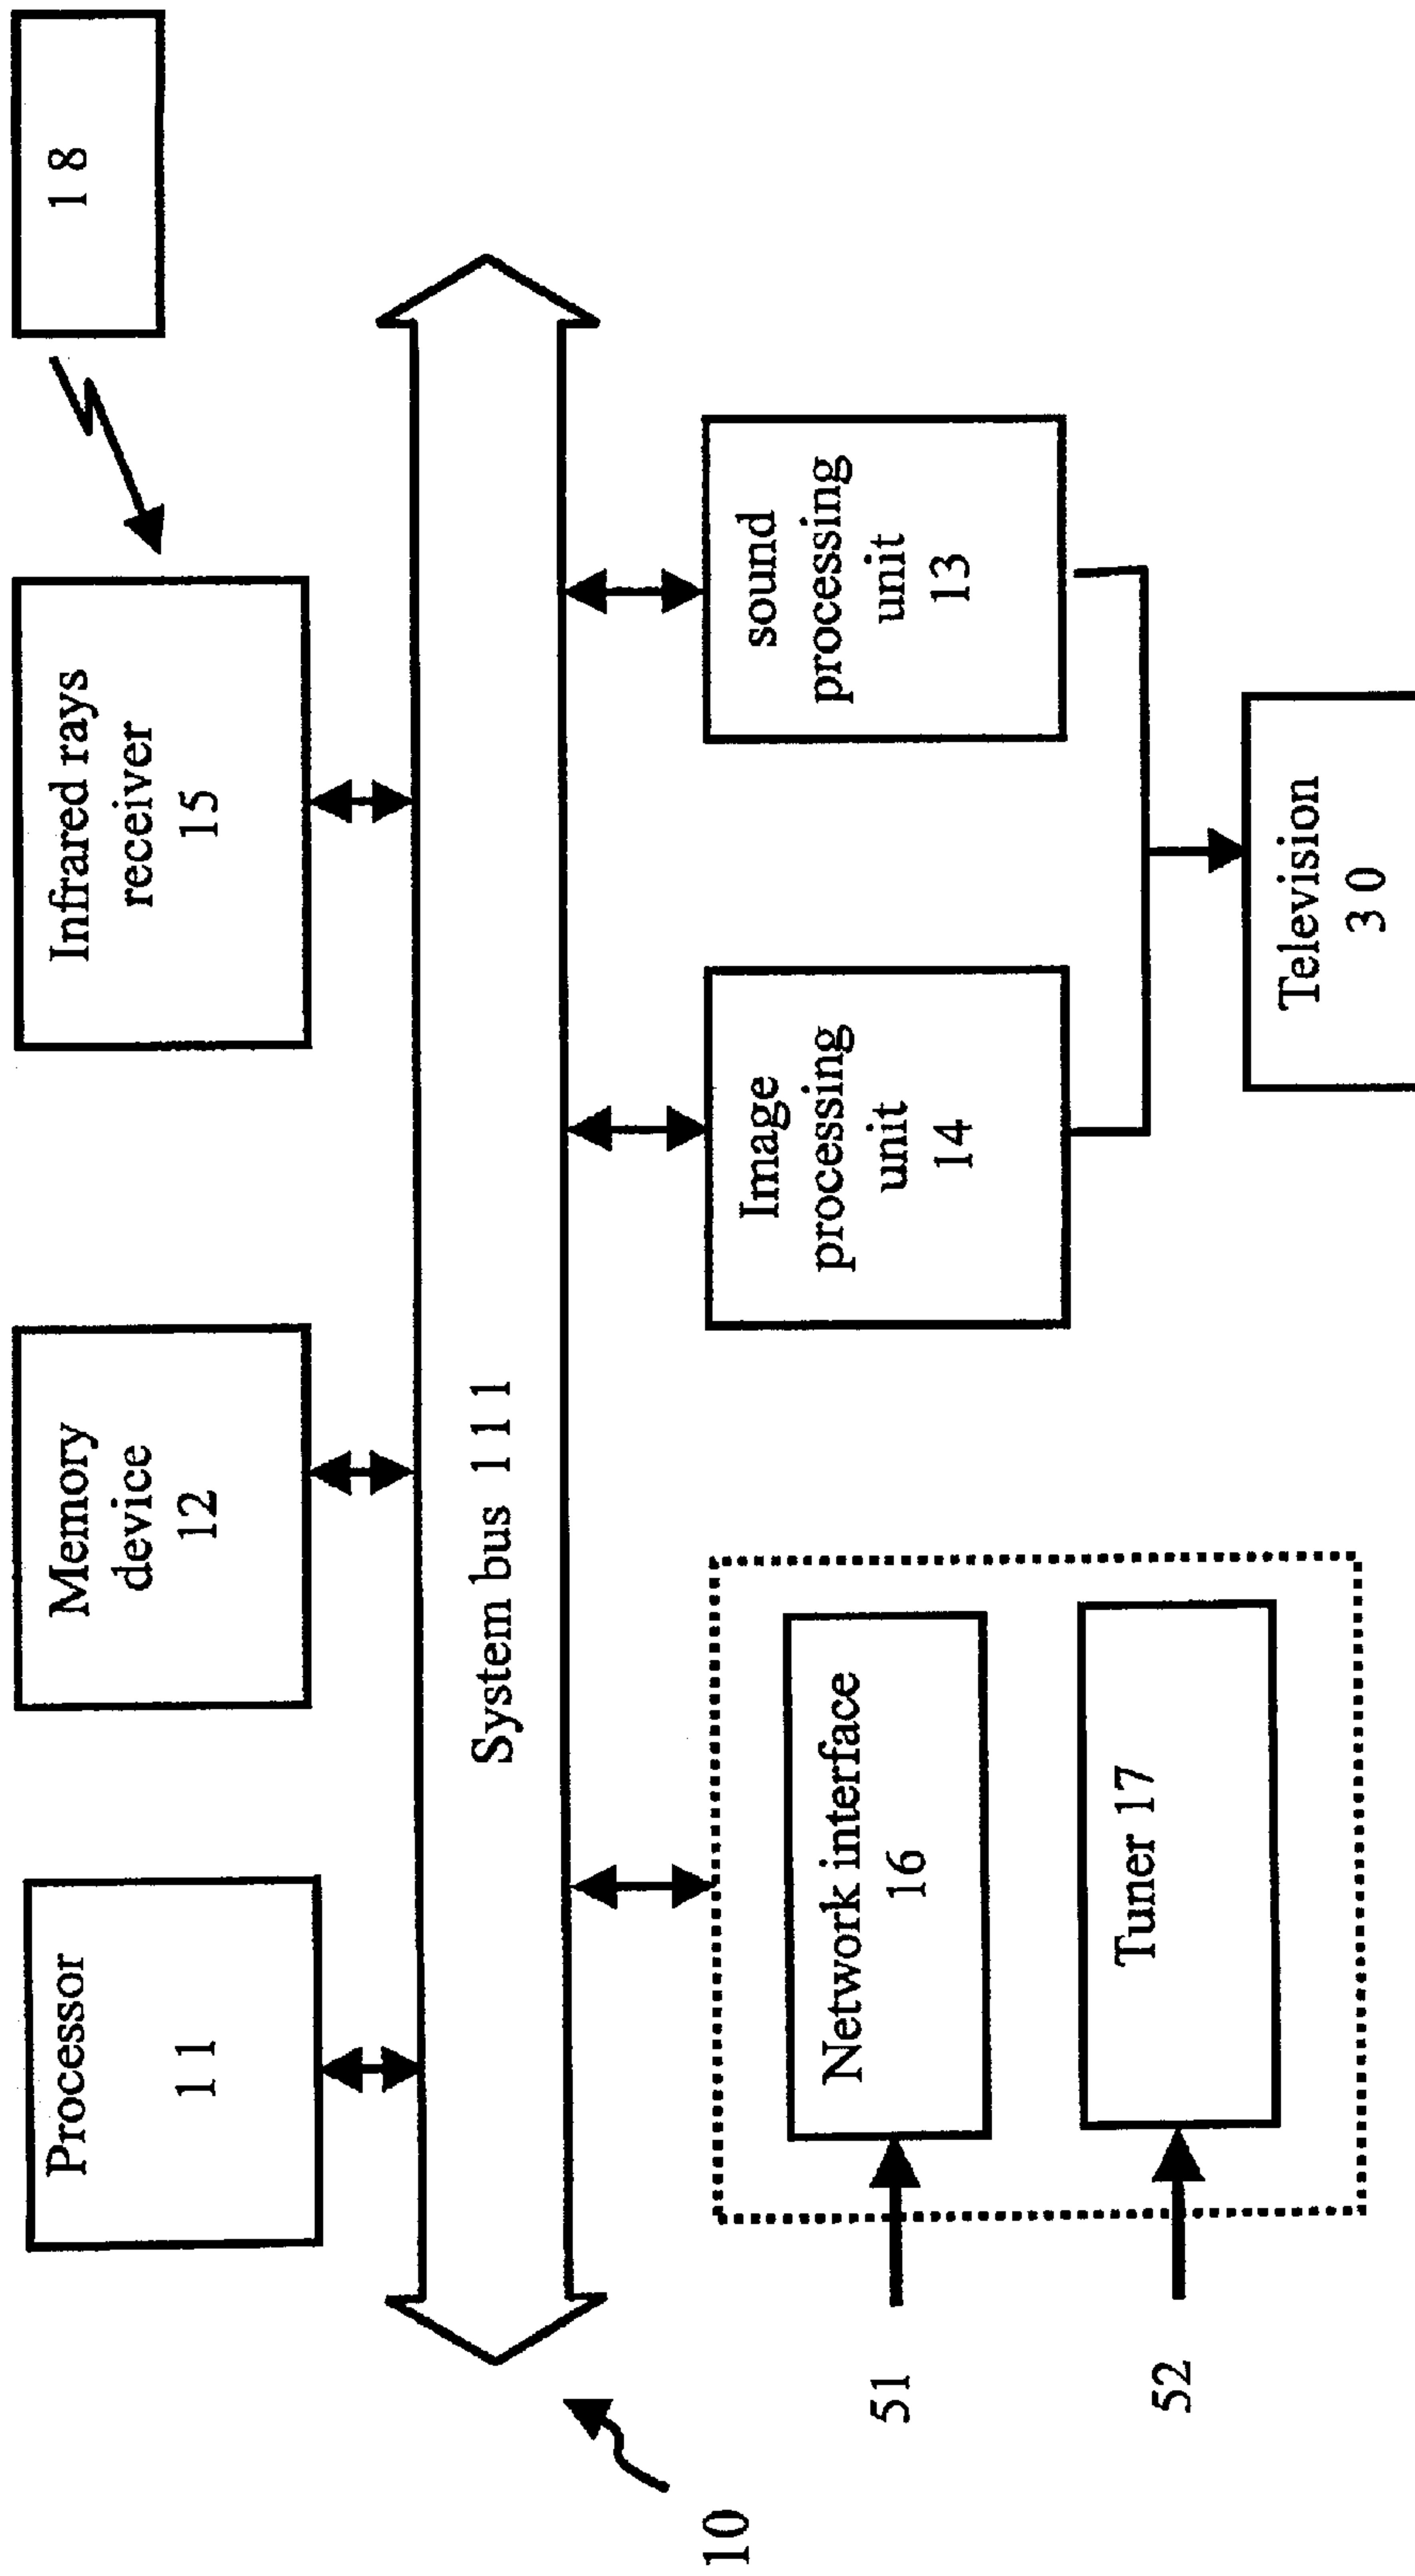 Processor
11
Memory
device
12
Infrared rays
receiver
15
18
System bus 111
Network interface
16
Tuner 17
Image
processing
unit
14
sound
processing
unit
13
Television
30
51
52
10